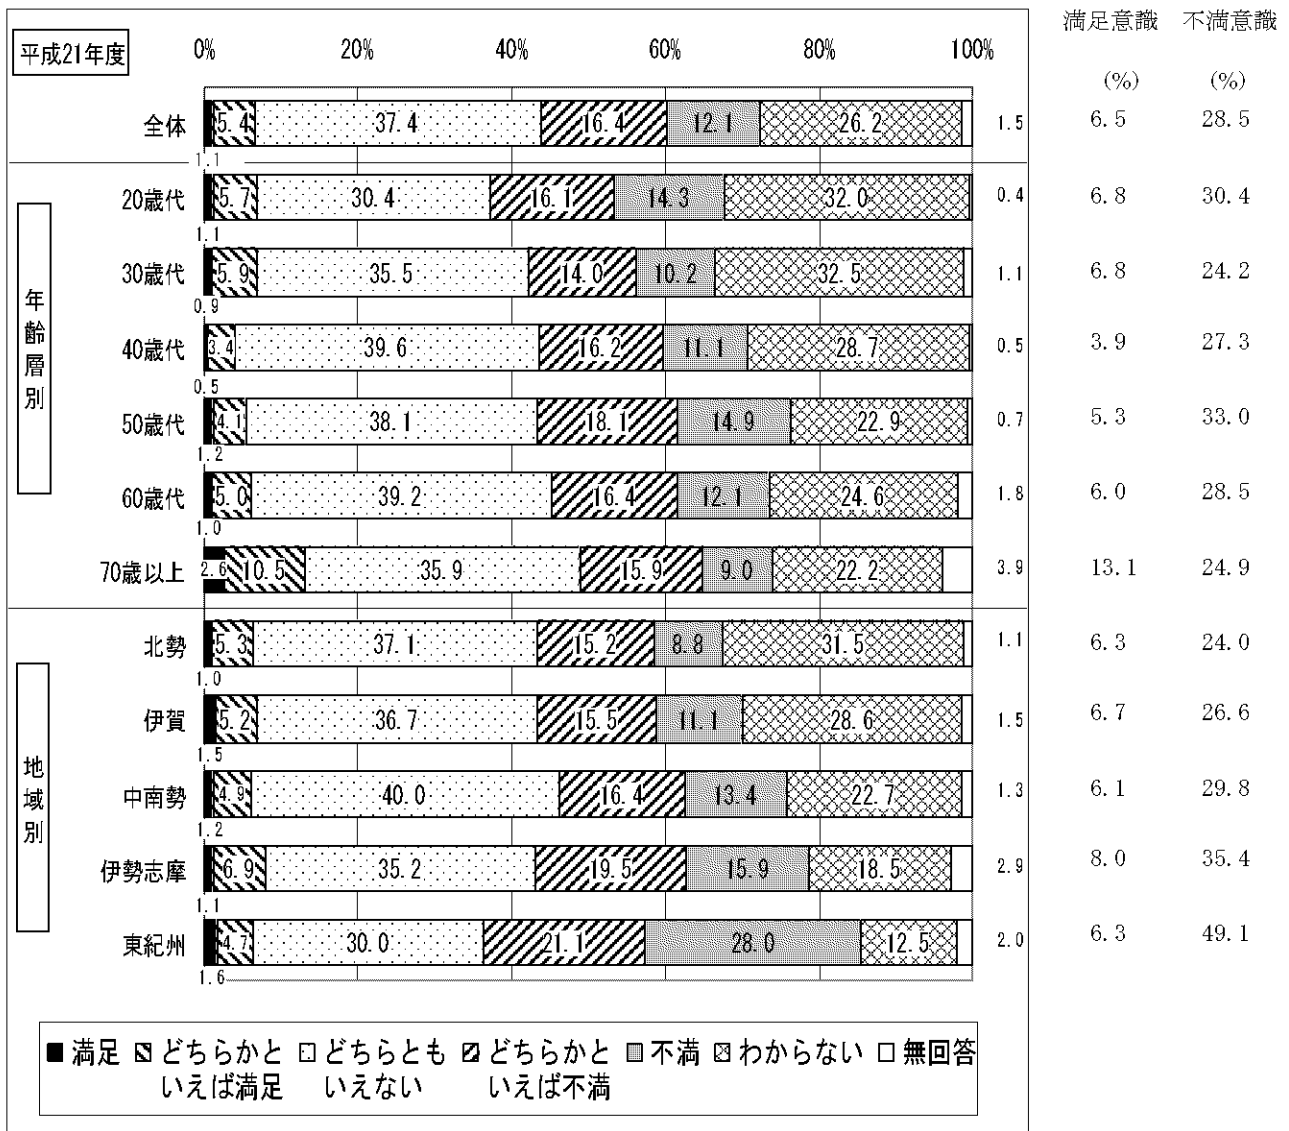 満足意識 不満意識
平成21年度 0% 20% 40% 60% 80% 100%
(%) (%)
全体 5.4 37.4 16.4 12.1 26.2 1.5 6.5 28.5
1.1
20歳代 5.7 30.4 16.1 14.3 32.0 0.4 6.8 30.4
1.1
30歳代 5.9 35.5 14.0 10.2 32.5 1.1 6.8 24.2
0.9
年齢層別
40歳代 3.4 39.6 16.2 11.1 28.7 0.5 3.9 27.3
0.5
50歳代 4.1 38.1 18.1 14.9 22.9 0.7 5.3 33.0
1.2
60歳代 5.0 39.2 16.4 12.1 24.6 1.8 6.0 28.5
1.0
70歳以上 2.6 10.5 35.9 15.9 9.0 22.2 3.9 13.1 24.9
北勢 5.3 37.1 15.2 8.8 31.5 1.1 6.3 24.0
1.0
伊賀 5.2 36.7 15.5 11.1 28.6 1.5 6.7 26.6
1.5
地域別
中南勢 4.9 40.0 16.4 13.4 22.7 1.3 6.1 29.8
1.2
伊勢志摩 6.9 35.2 19.5 15.9 18.5 2.9 8.0 35.4
1.1
東紀州 4.7 30.0 21.1 28.0 12.5 2.0 6.3 49.1
1.6
満足 どちらかと どちらとも どちらかと 不満 わからない 無回答
いえば満足 いえない いえば不満